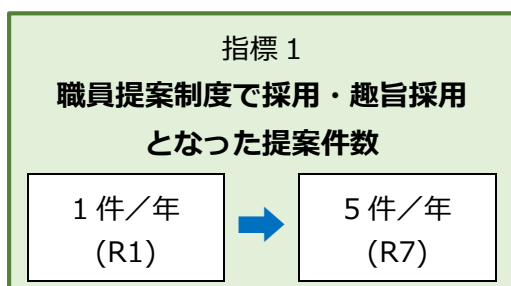 指標１
職員提案制度で採用・趣旨採用
となった提案件数
１件／年
(R1)
５件／年
(R7)